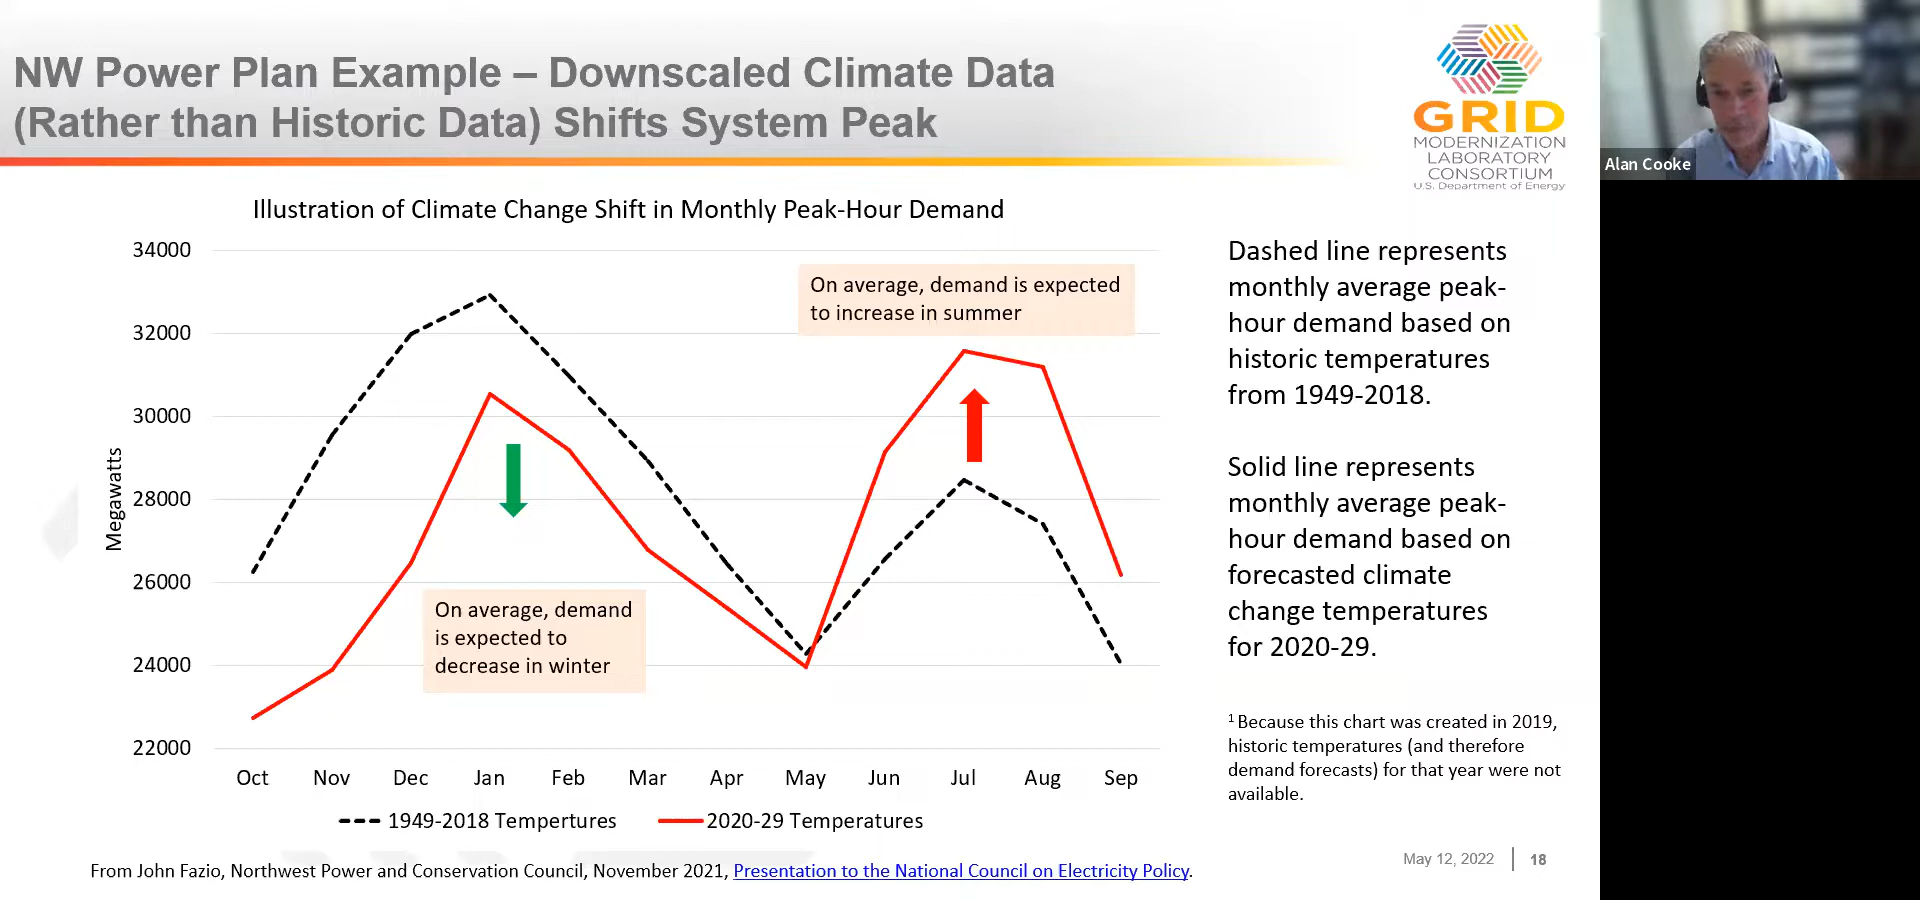 NW Power Plan Example – Downscaled Climate Data
(Rather than Historic Data) Shifts System Peak
GRID
MODERNIZATION
LABORATORY
CONSORTIUM
U.S. Department of Energy
Alan Cooke
Illustration of Climate Change Shift in Monthly Peak-Hour Demand
34000
32000
30000
28000
26000
24000
22000
Megawatts
On average, demand is expected
to increase in summer
On average, demand
is expected to
decrease in winter
Oct Nov Dec Jan Feb Mar Apr May Jun Jul Aug Sep
1949-2018 Tempertures 2020-29 Temperatures
Dashed line represents
monthly average peak-
hour demand based on
historic temperatures
from 1949-2018.
Solid line represents
monthly average peak-
hour demand based on
forecasted climate
change temperatures
for 2020-29.
1 Because this chart was created in 2019,
historic temperatures (and therefore
demand forecasts) for that year were not
available.
From John Fazio, Northwest Power and Conservation Council, November 2021, Presentation to the National Council on Electricity Policy.
May 12, 2022 18